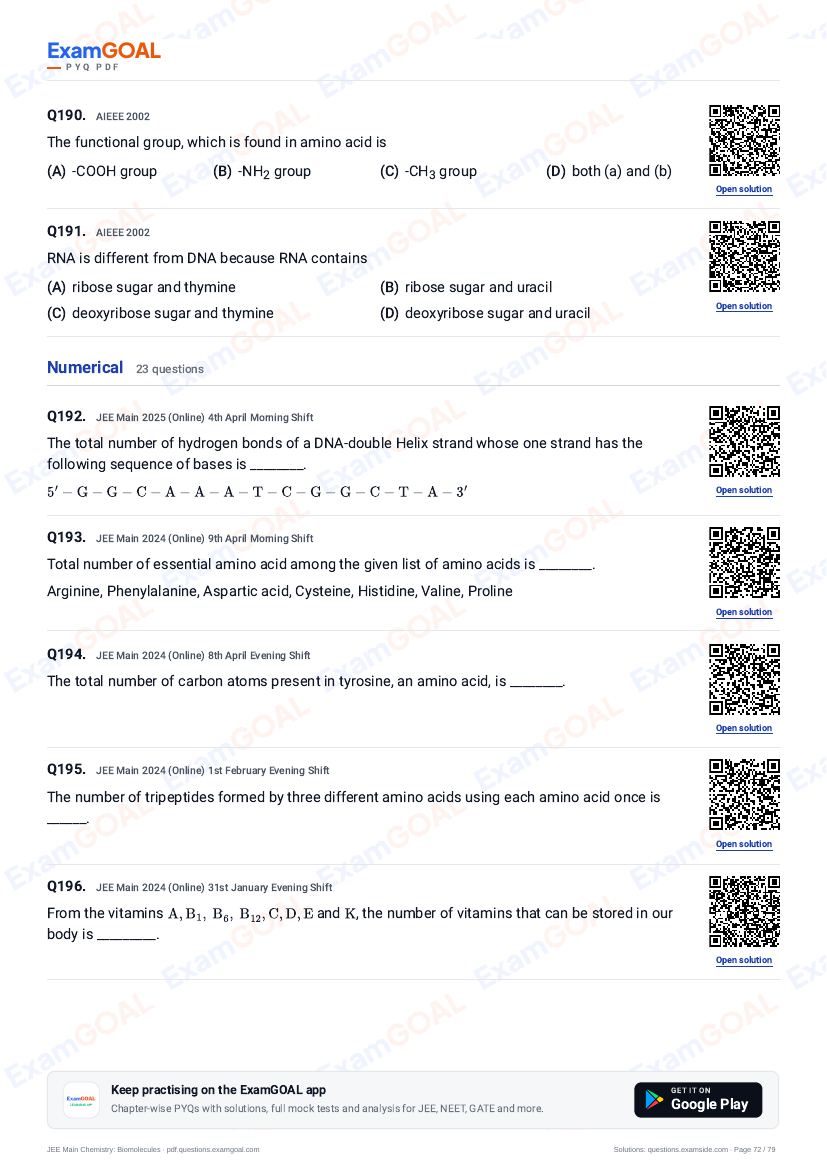 ExamGOAL
PYQ PDF
Q190. AIEEE 2002
The functional group, which is found in amino acid is
(A) -COOH group (B) -NH₂ group (C) -CH₃ group (D) both (a) and (b)
Open solution
Q191. AIEEE 2002
RNA is different from DNA because RNA contains
(A) ribose sugar and thymine (B) ribose sugar and uracil
(C) deoxyribose sugar and thymine (D) deoxyribose sugar and uracil
Open solution
Numerical 23 questions
Q192. JEE Main 2025 (Online) 4th April Morning Shift
The total number of hydrogen bonds of a DNA-double Helix strand whose one strand has the
following sequence of bases is ________.
5′ − G − G − C − A − A − A − T − C − G − G − C − T − A − 3′
Open solution
Q193. JEE Main 2024 (Online) 9th April Morning Shift
Total number of essential amino acid among the given list of amino acids is ________.
Arginine, Phenylalanine, Aspartic acid, Cysteine, Histidine, Valine, Proline
Open solution
Q194. JEE Main 2024 (Online) 8th April Evening Shift
The total number of carbon atoms present in tyrosine, an amino acid, is ________.
Open solution
Q195. JEE Main 2024 (Online) 1st February Evening Shift
The number of tripeptides formed by three different amino acids using each amino acid once is
______.
Open solution
Q196. JEE Main 2024 (Online) 31st January Evening Shift
From the vitamins A, B₁, B₆, B₁₂, C, D, E and K, the number of vitamins that can be stored in our
body is _________.
Open solution
Keep practising on the ExamGOAL app
Chapter-wise PYQs with solutions, full mock tests and analysis for JEE, NEET, GATE and more.
GET IT ON
Google Play
JEE Main Chemistry: Biomolecules · pdf.questions.examgoal.com
Solutions: questions.examside.com · Page 72 / 79